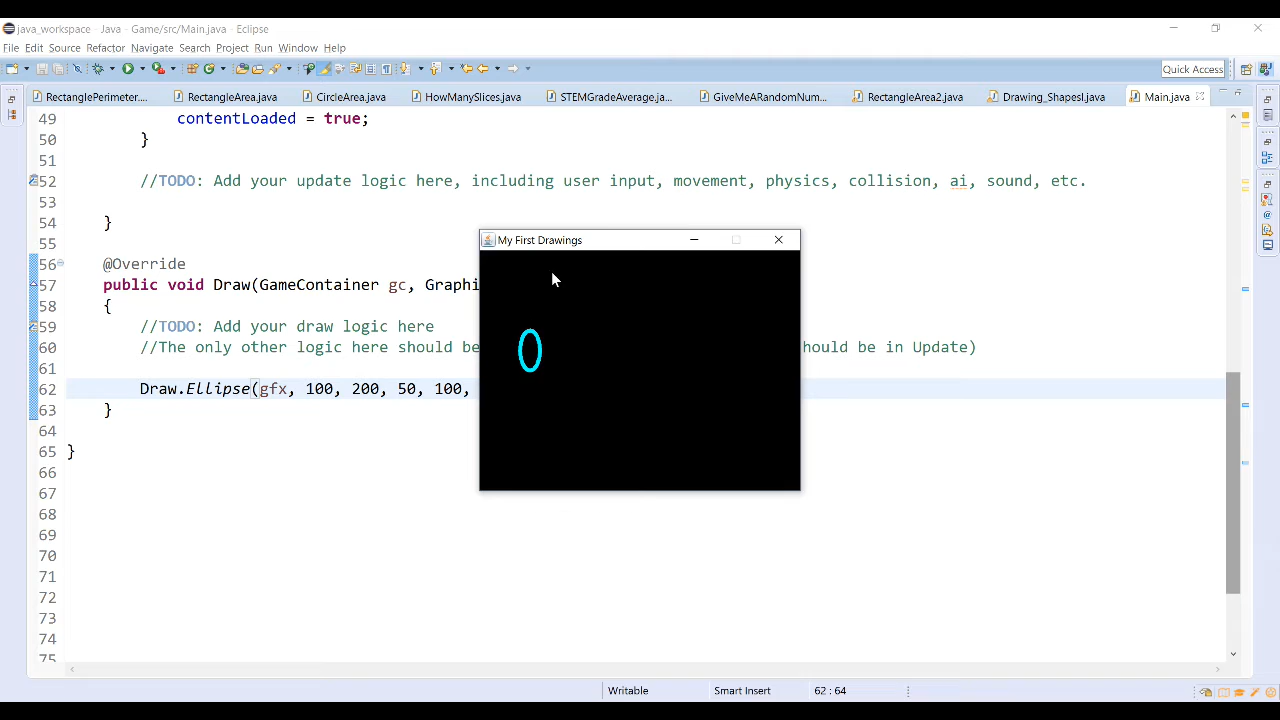 java_workspace - Java - Game/src/Main.java - Eclipse
File Edit Source Refactor Navigate Search Project Run Window Help
Quick Access
RectanglePerimeter.... RectangleArea.java CircleArea.java HowManySlices.java STEMGradeAverage.ja... GiveMeARandomNum... RectangleArea2.java Drawing_ShapesI.java Main.java
49 contentLoaded = true;
50 }
51
52 //TODO: Add your update logic here, including user input, movement, physics, collision, ai, sound, etc.
53
54 }
55
My First Drawings
56 @Override
57 public void Draw(GameContainer gc, Graphi
58 {
59 //TODO: Add your draw logic here
60 //The only other logic here should be hould be in Update)
61
62 Draw.Ellipse(gfx, 100, 200, 50, 100,
63 }
64
65 }
66
67
68
69
70
71
72
73
74
75
Writable Smart Insert 62 : 64